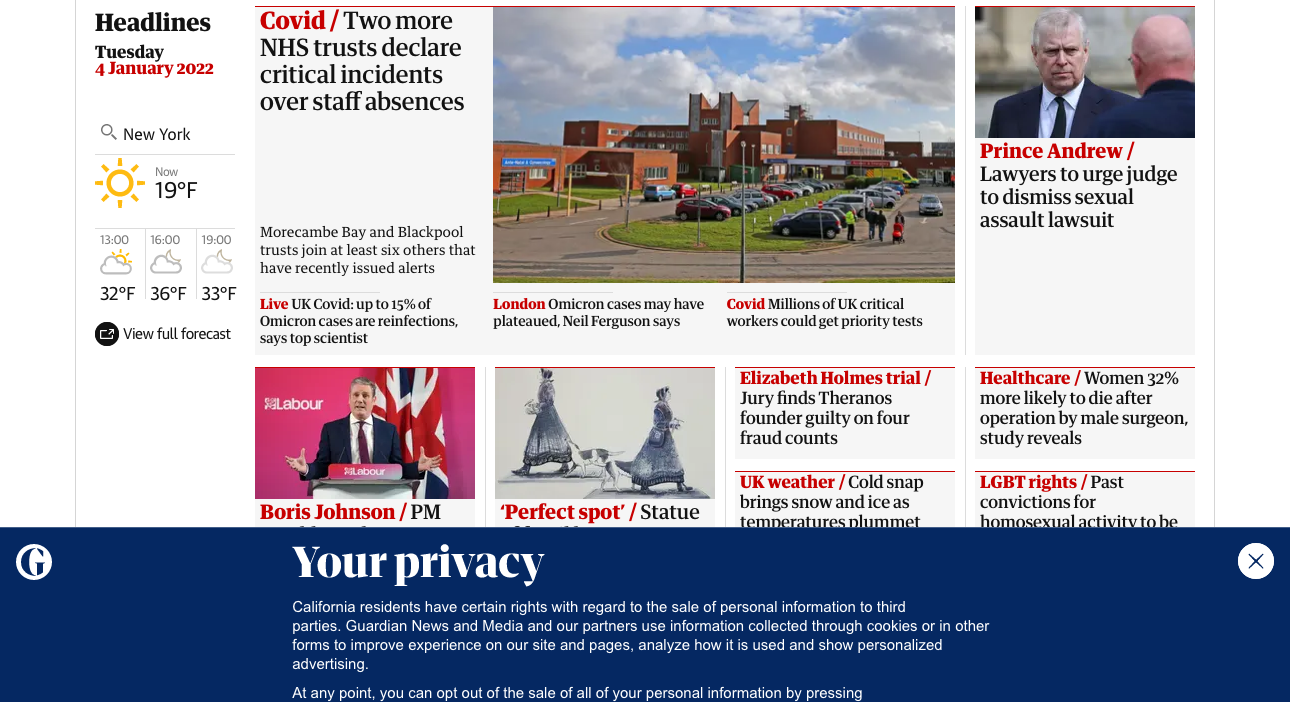 Headlines
Tuesday
4 January 2022
New York
Now
19°F
13:00
16:00
19:00
32°F
36°F
33°F
View full forecast
Covid / Two more
NHS trusts declare
critical incidents
over staff absences
Morecambe Bay and Blackpool
trusts join at least six others that
have recently issued alerts
Live UK Covid: up to 15% of
Omicron cases are reinfections,
says top scientist
London Omicron cases may have
plateaued, Neil Ferguson says
Covid Millions of UK critical
workers could get priority tests
Prince Andrew /
Lawyers to urge judge
to dismiss sexual
assault lawsuit
Labour
Labour
Boris Johnson / PM
‘Perfect spot’ / Statue
Elizabeth Holmes trial /
Jury finds Theranos
founder guilty on four
fraud counts
UK weather / Cold snap
brings snow and ice as
temperatures plummet
Healthcare / Women 32%
more likely to die after
operation by male surgeon,
study reveals
LGBT rights / Past
convictions for
homosexual activity to be
G
Your privacy
California residents have certain rights with regard to the sale of personal information to third
parties. Guardian News and Media and our partners use information collected through cookies or in other
forms to improve experience on our site and pages, analyze how it is used and show personalized
advertising.
At any point, you can opt out of the sale of all of your personal information by pressing